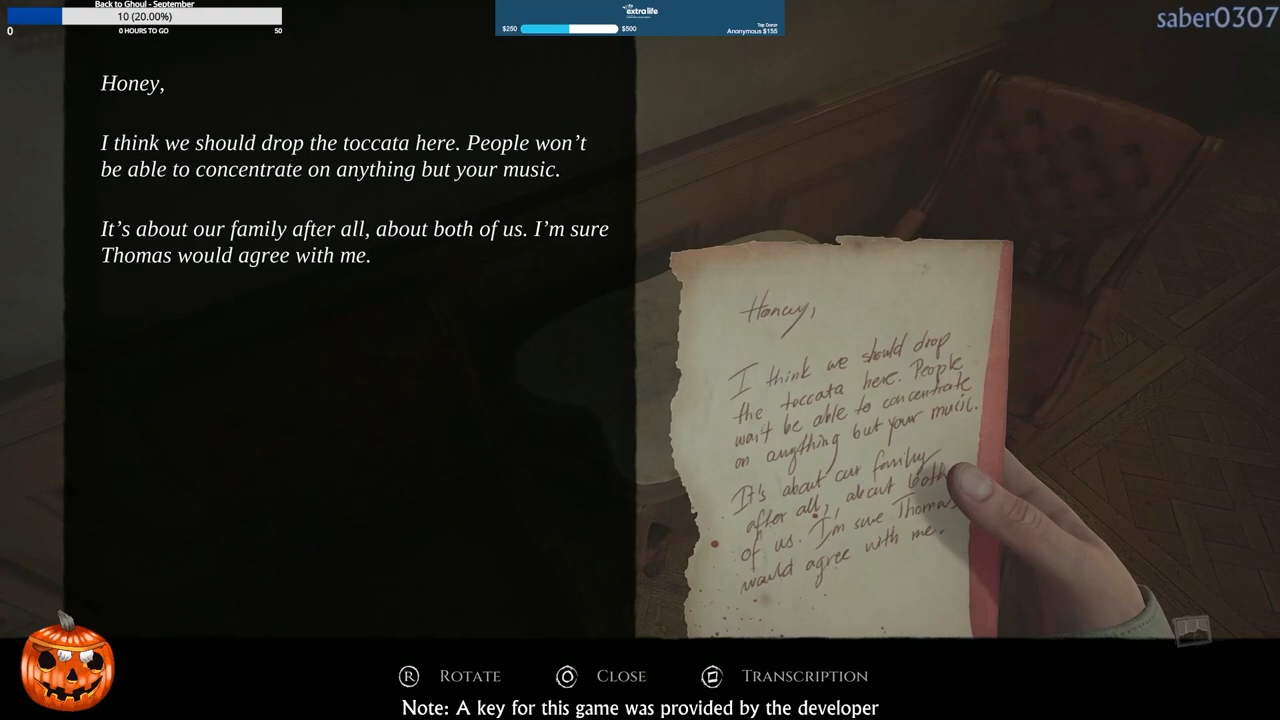 Back to Ghoul - September
10 (20.00%)
0
0 HOURS TO GO
50
extralife
$250
$500
Top Donor
Anonymous $155
saber0307
Honey,
I think we should drop the toccata here. People won’t
be able to concentrate on anything but your music.
It’s about our family after all, about both of us. I’m sure
Thomas would agree with me.
Honey,
I think we should drop
the toccata here. People
won't be able to concentrate
on anything but your music.
It's about our family
after all, about both
of us. I'm sure Thomas
would agree with me.
R ROTATE
CLOSE
TRANSCRIPTION
Note: A key for this game was provided by the developer